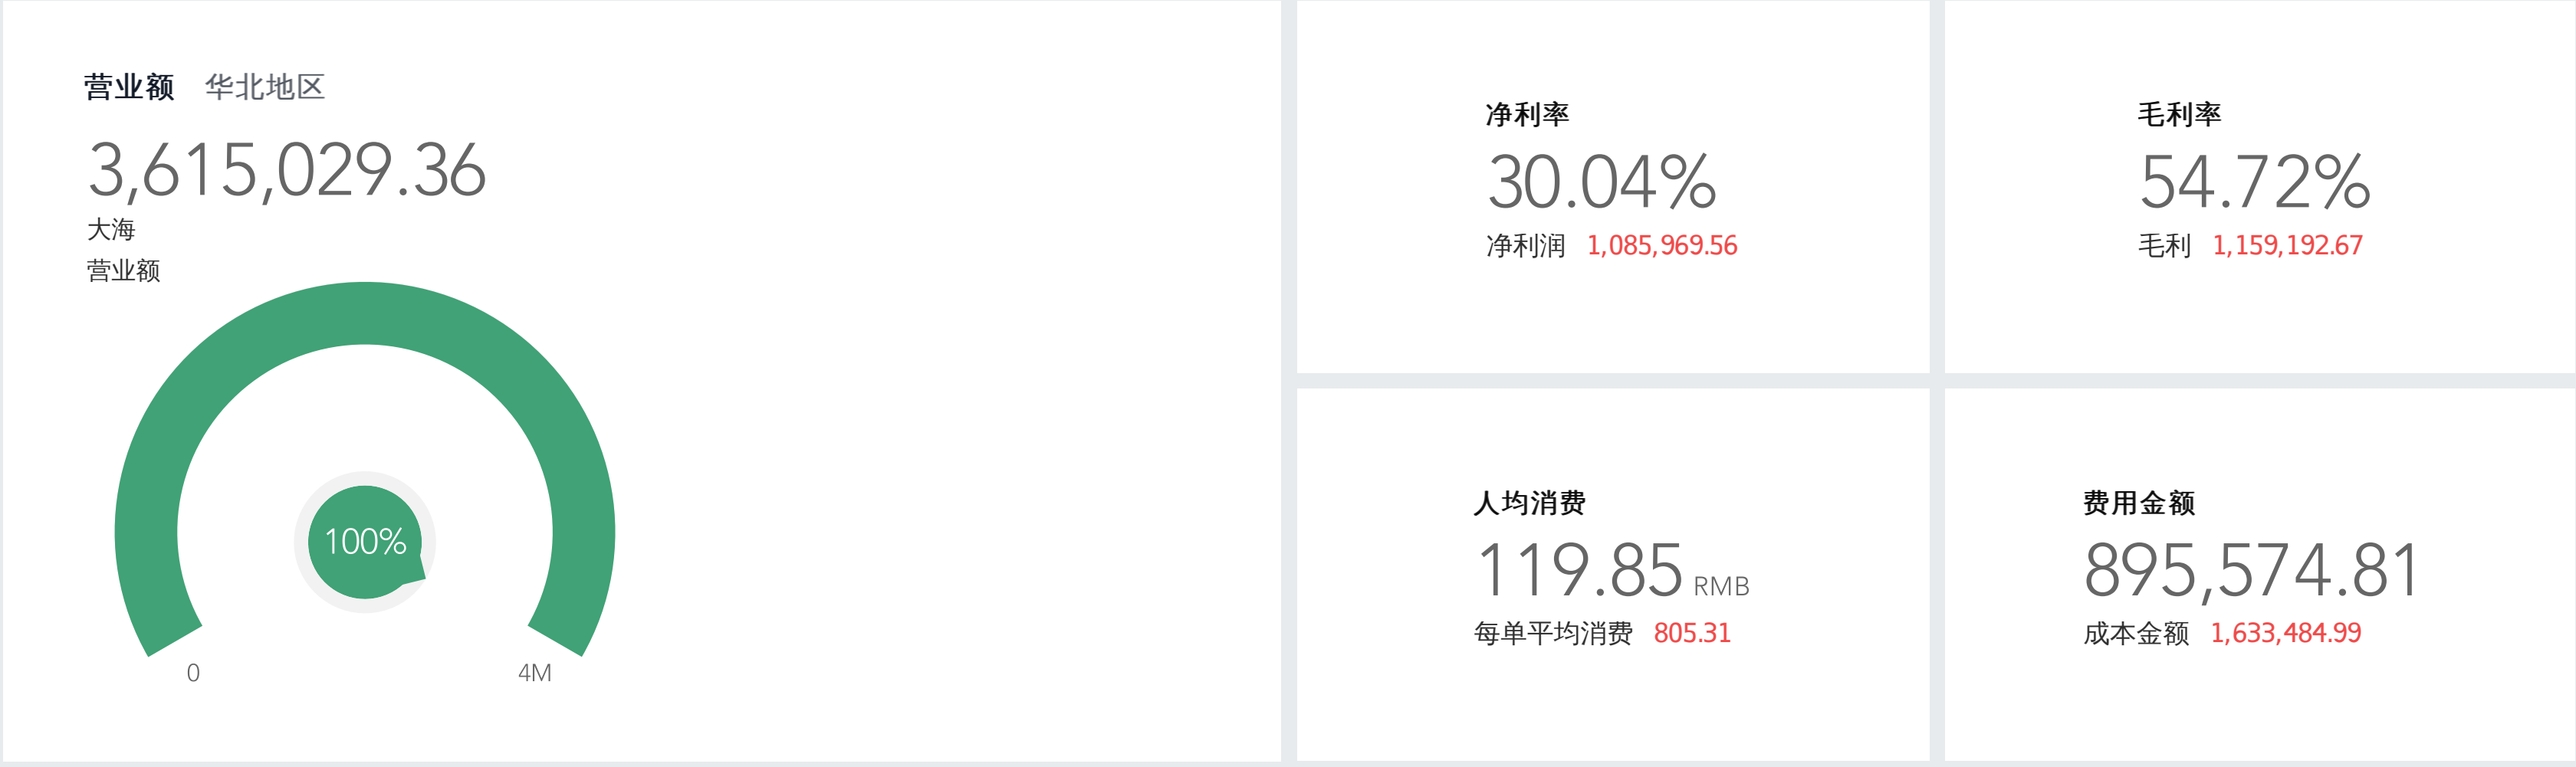 营业额 华北地区
3,615,029.36
大海
营业额
100%
0 4M
净利率
30.04%
净利润 1,085,969.56
毛利率
54.72%
毛利 1,159,192.67
人均消费
119.85 RMB
每单平均消费 805.31
费用金额
895,574.81
成本金额 1,633,484.99